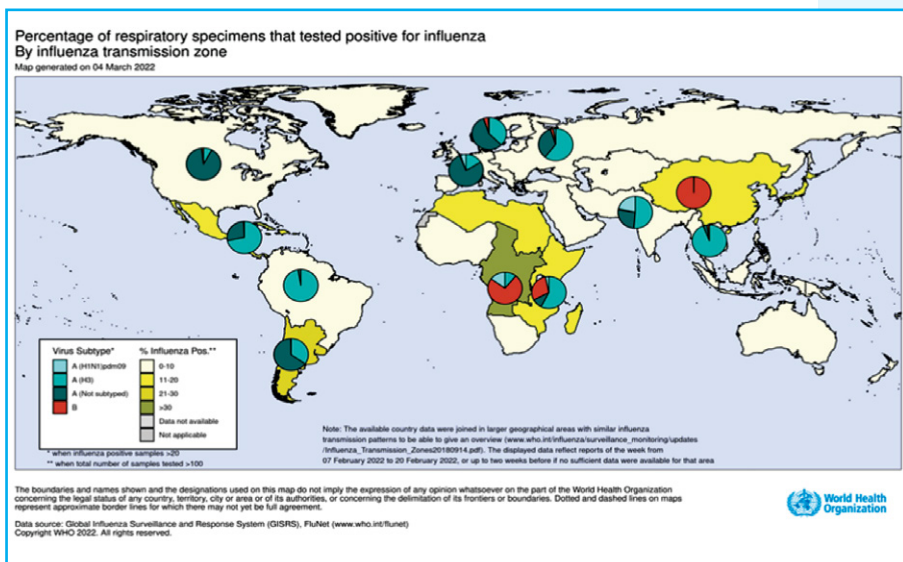 Percentage of respiratory specimens that tested positive for influenza
By influenza transmission zone
Map generated on 04 March 2022
Virus Subtype*
A (H1N1)pdm09
A (H3)
A (Not subtyped)
B
% Influenza Pos.**
0-10
11-20
21-30
>30
Data not available
Not applicable
* when influenza positive samples >20
** when total number of samples tested >100
Note: The available country data were joined in larger geographical areas with similar influenza
transmission patterns to be able to give an overview (www.who.int/influenza/surveillance_monitoring/updates
/Influenza_Transmission_Zones20180914.pdf). The displayed data reflect reports of the week from
07 February 2022 to 20 February 2022, or up to two weeks before if no sufficient data were available for that area
The boundaries and names shown and the designations used on this map do not imply the expression of any opinion whatsoever on the part of the World Health Organization
concerning the legal status of any country, territory, city or area or of its authorities, or concerning the delimitation of its frontiers or boundaries. Dotted and dashed lines on maps
represent approximate border lines for which there may not yet be full agreement.
Data source: Global Influenza Surveillance and Response System (GISRS), FluNet (www.who.int/flunet)
Copyright WHO 2022. All rights reserved.
World Health
Organization